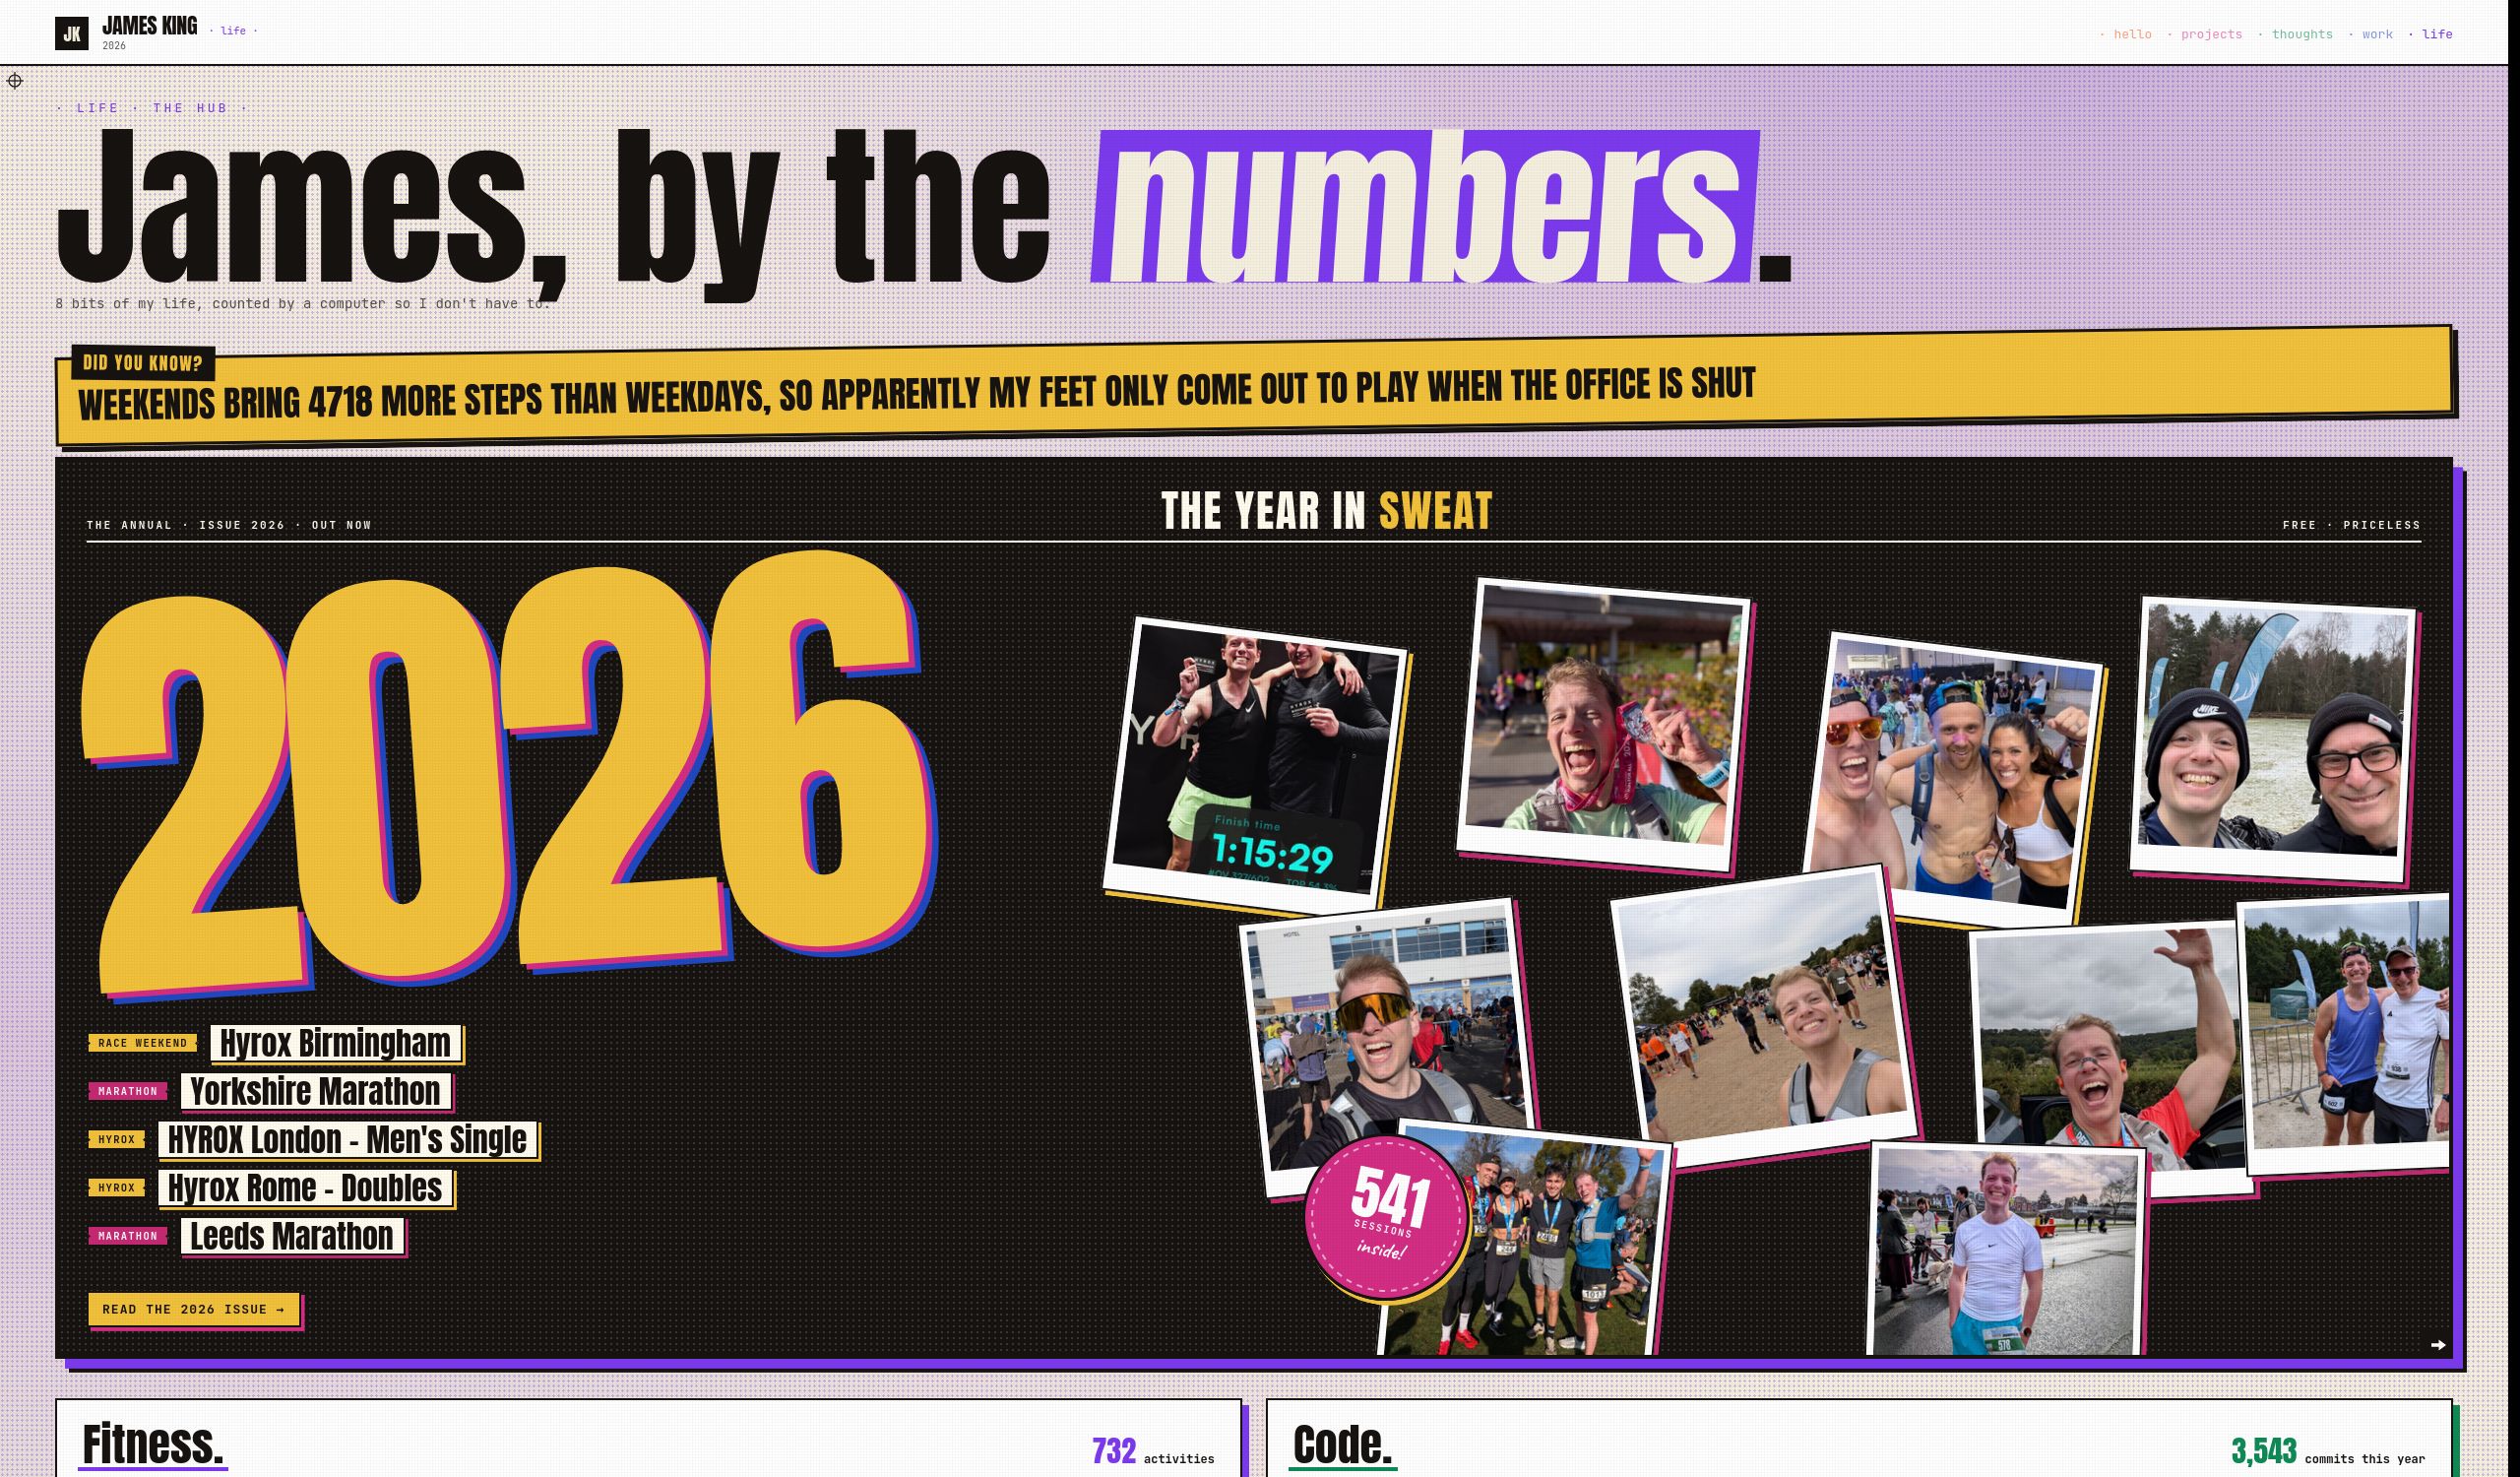 JK
JAMES KING
2026
· life ·
· hello · projects · thoughts · work · life
· LIFE · THE HUB ·
James, by the numbers.
8 bits of my life, counted by a computer so I don't have to.
DID YOU KNOW?
WEEKENDS BRING 4718 MORE STEPS THAN WEEKDAYS, SO APPARENTLY MY FEET ONLY COME OUT TO PLAY WHEN THE OFFICE IS SHUT
THE ANNUAL · ISSUE 2026 · OUT NOW
THE YEAR IN SWEAT
FREE · PRICELESS
2026
Finish time
1:15:29
NIKE
RACE WEEKEND Hyrox Birmingham
MARATHON Yorkshire Marathon
HYROX HYROX London - Men's Single
HYROX Hyrox Rome - Doubles
MARATHON Leeds Marathon
541
SESSIONS
inside!
578
READ THE 2026 ISSUE →
Fitness.
732 activities
Code.
3,543 commits this year